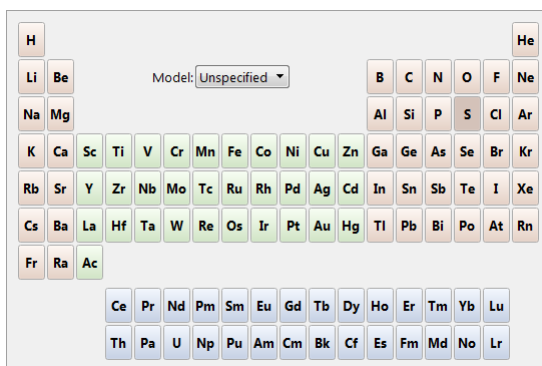 H He
Li Be Model: Unspecified B C N O F Ne
Na Mg Al Si P S Cl Ar
K Ca Sc Ti V Cr Mn Fe Co Ni Cu Zn Ga Ge As Se Br Kr
Rb Sr Y Zr Nb Mo Tc Ru Rh Pd Ag Cd In Sn Sb Te I Xe
Cs Ba La Hf Ta W Re Os Ir Pt Au Hg Tl Pb Bi Po At Rn
Fr Ra Ac
Ce Pr Nd Pm Sm Eu Gd Tb Dy Ho Er Tm Yb Lu
Th Pa U Np Pu Am Cm Bk Cf Es Fm Md No Lr